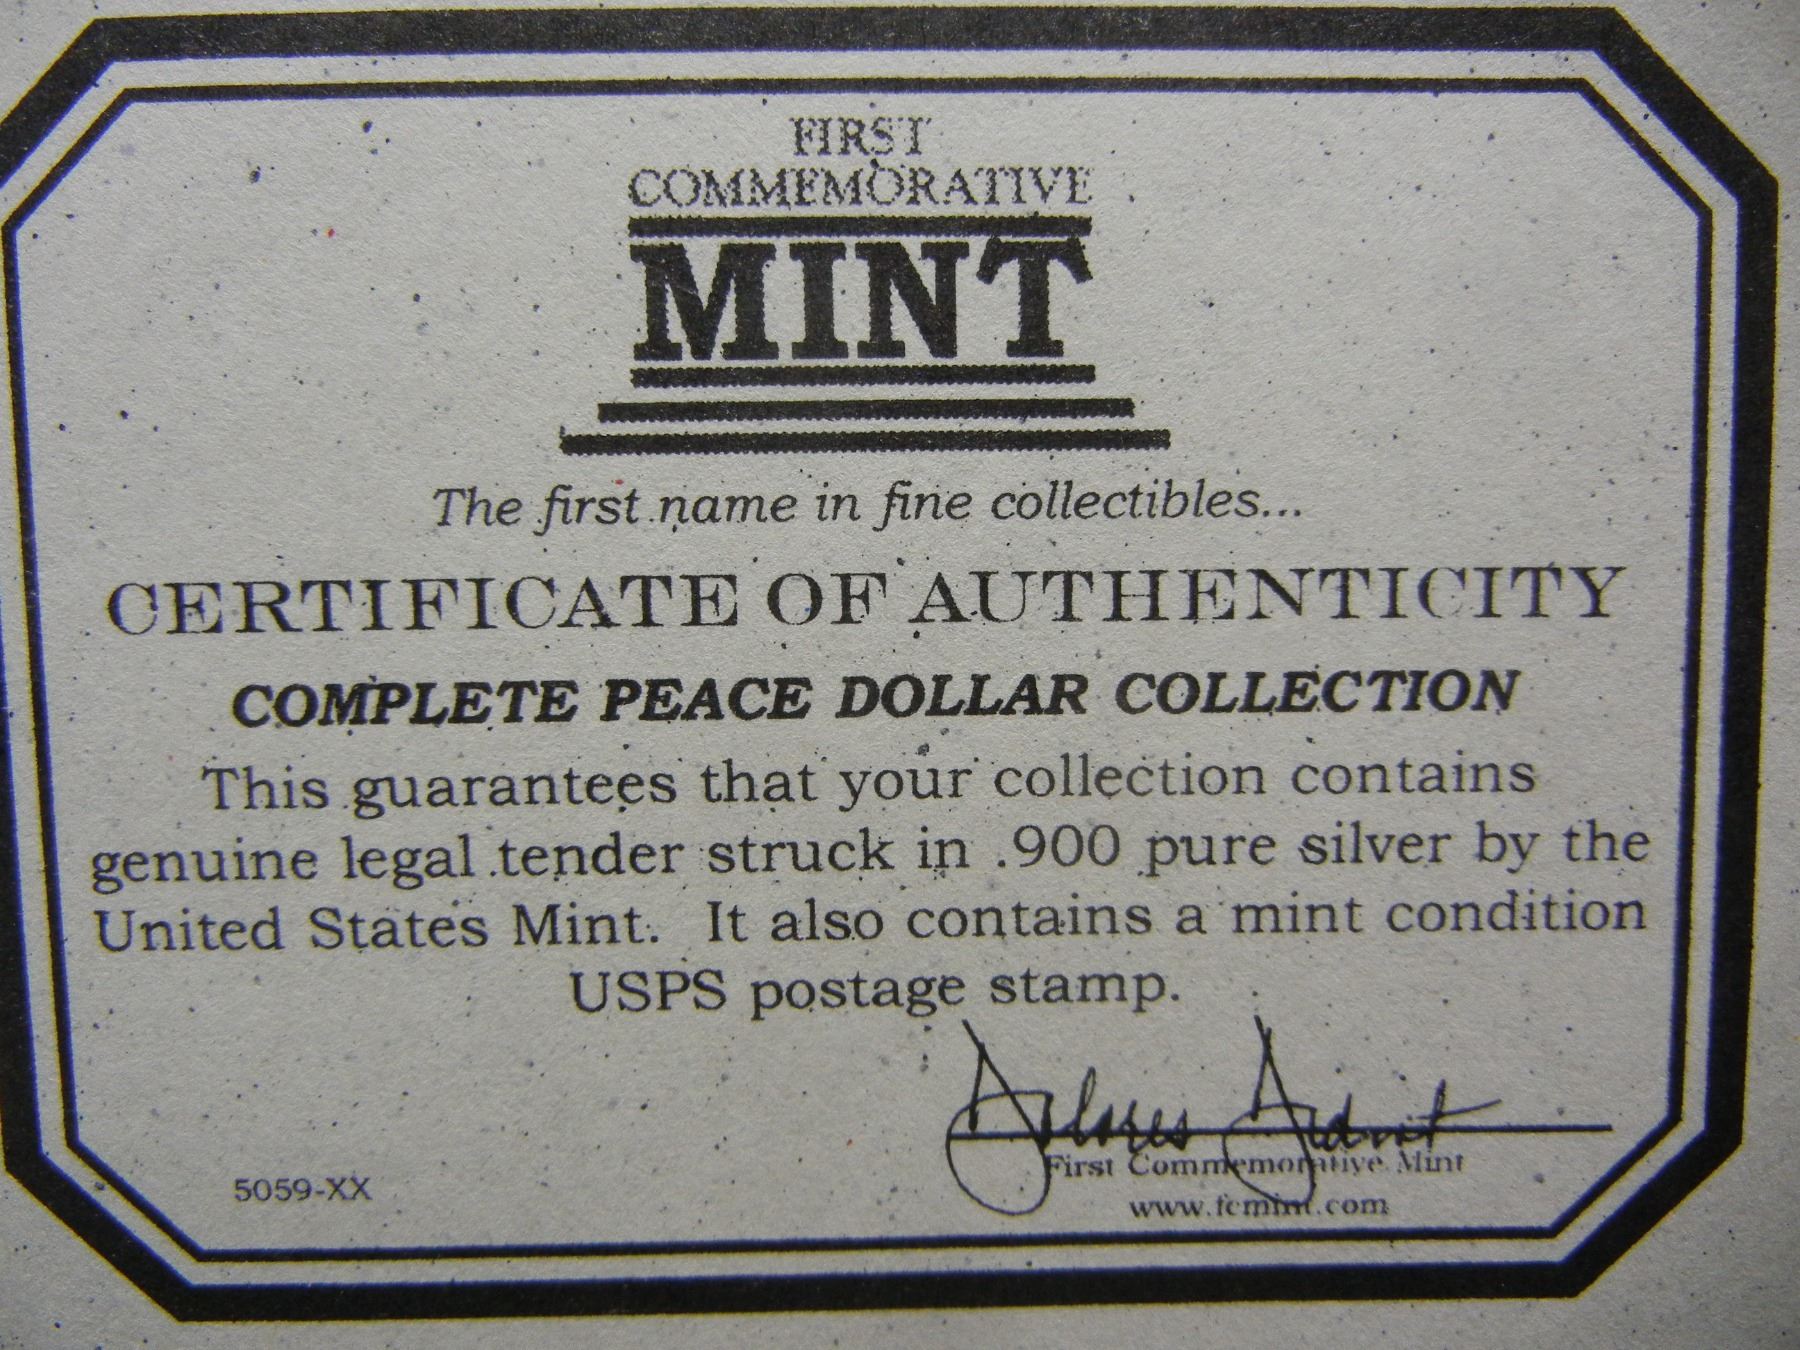 FIRST
COMMEMORATIVE
MINT
The first name in fine collectibles...
CERTIFICATE OF AUTHENTICITY
COMPLETE PEACE DOLLAR COLLECTION
This guarantees that your collection contains
genuine legal tender struck in .900 pure silver by the
United States Mint. It also contains a mint condition
USPS postage stamp.
Dolores
First Commemorative Mint
5059-XX
www.fcmint.com